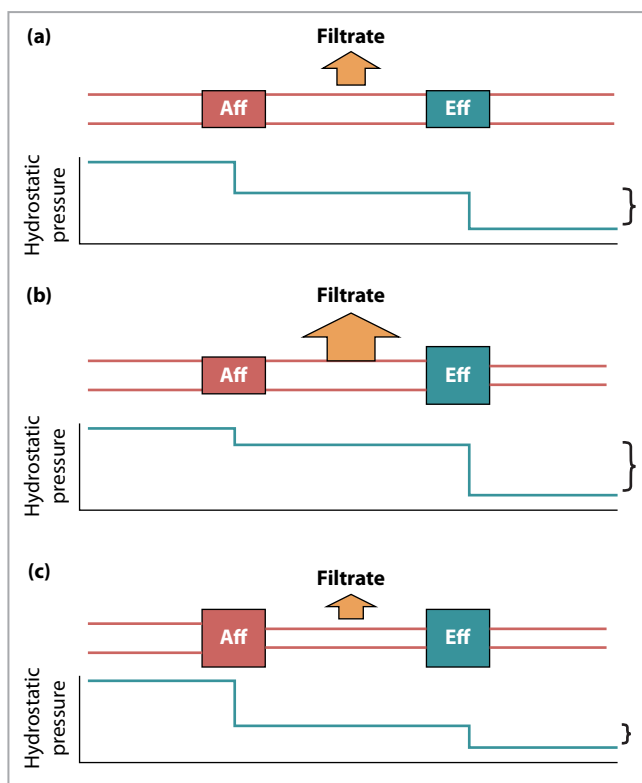 (a)
Filtrate
Aff
Eff
Hydrostatic
pressure
}
(b)
Filtrate
Aff
Eff
Hydrostatic
pressure
}
(c)
Filtrate
Aff
Eff
Hydrostatic
pressure
}